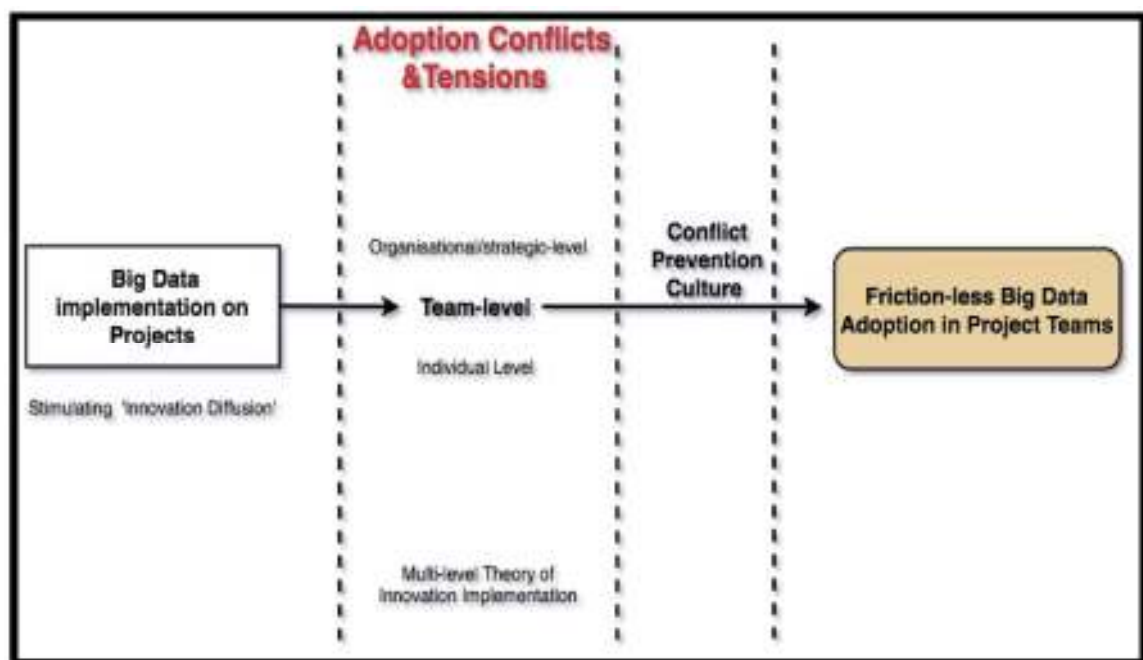 Adoption Conflicts
&Tensions
Organisational/strategic-level
Conflict
Prevention
Culture
Big Data
implementation on
Projects
Team-level
Friction-less Big Data
Adoption in Project Teams
Individual Level
Stimulating 'Innovation Diffusion'
Multi-level Theory of
Innovation Implementation